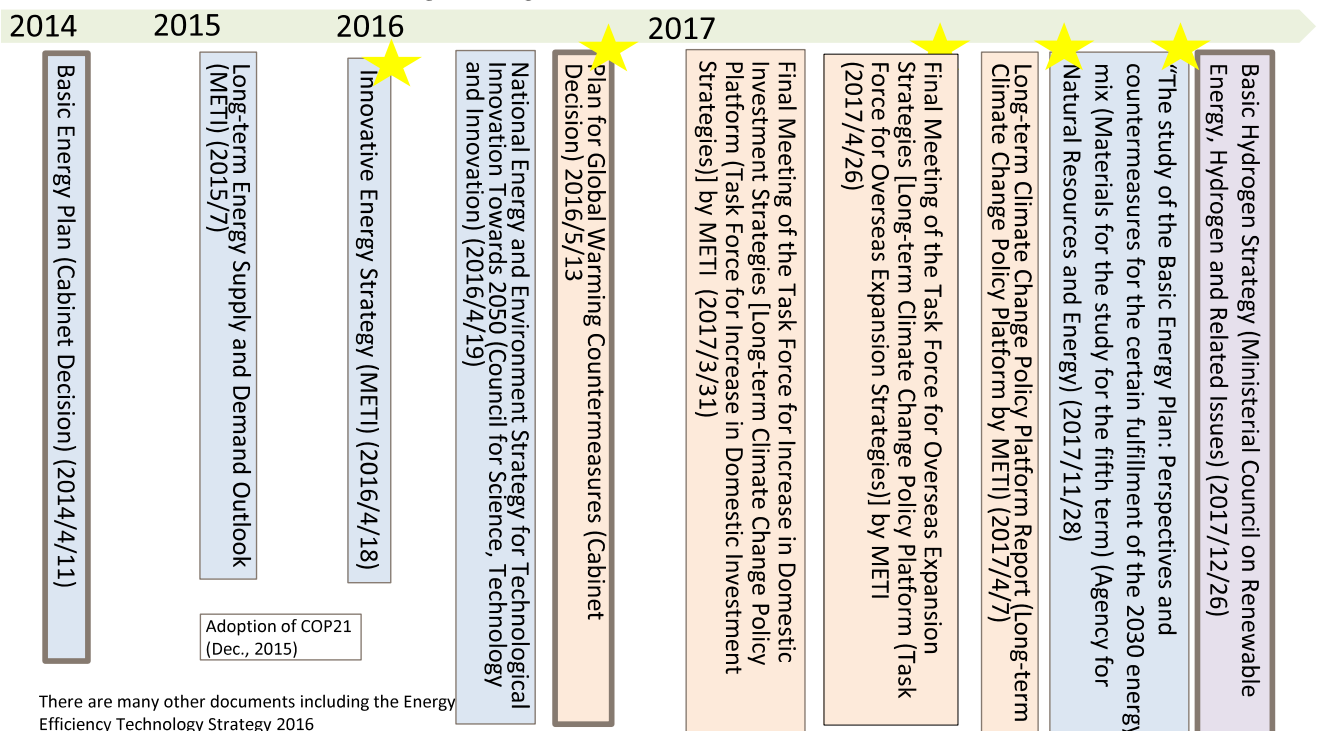 2014
2015
2016
2017
Basic Energy Plan (Cabinet Decision) (2014/4/11)
Long-term Energy Supply and Demand Outlook
(METI) (2015/7)
Innovative Energy Strategy (METI) (2016/4/18)
National Energy and Environment Strategy for Technological
Innovation Towards 2050 (Council for Science, Technology
and Innovation) (2016/4/19)
Plan for Global Warming Countermeasures (Cabinet
Decision) 2016/5/13
Final Meeting of the Task Force for Increase in Domestic
Investment Strategies [Long-term Climate Change Policy
Platform (Task Force for Increase in Domestic Investment
Strategies)] by METI (2017/3/31)
Final Meeting of the Task Force for Overseas Expansion
Strategies [Long-term Climate Change Policy Platform (Task
Force for Overseas Expansion Strategies)] by METI
(2017/4/26)
Long-term Climate Change Policy Platform Report (Long-term
Climate Change Policy Platform by METI) (2017/4/7)
"The study of the Basic Energy Plan: Perspectives and
countermeasures for the certain fulfillment of the 2030 energy
mix (Materials for the study for the fifth term) (Agency for
Natural Resources and Energy) (2017/11/28)
Basic Hydrogen Strategy (Ministerial Council on Renewable
Energy, Hydrogen and Related Issues) (2017/12/26)
Adoption of COP21
(Dec., 2015)
There are many other documents including the Energy
Efficiency Technology Strategy 2016